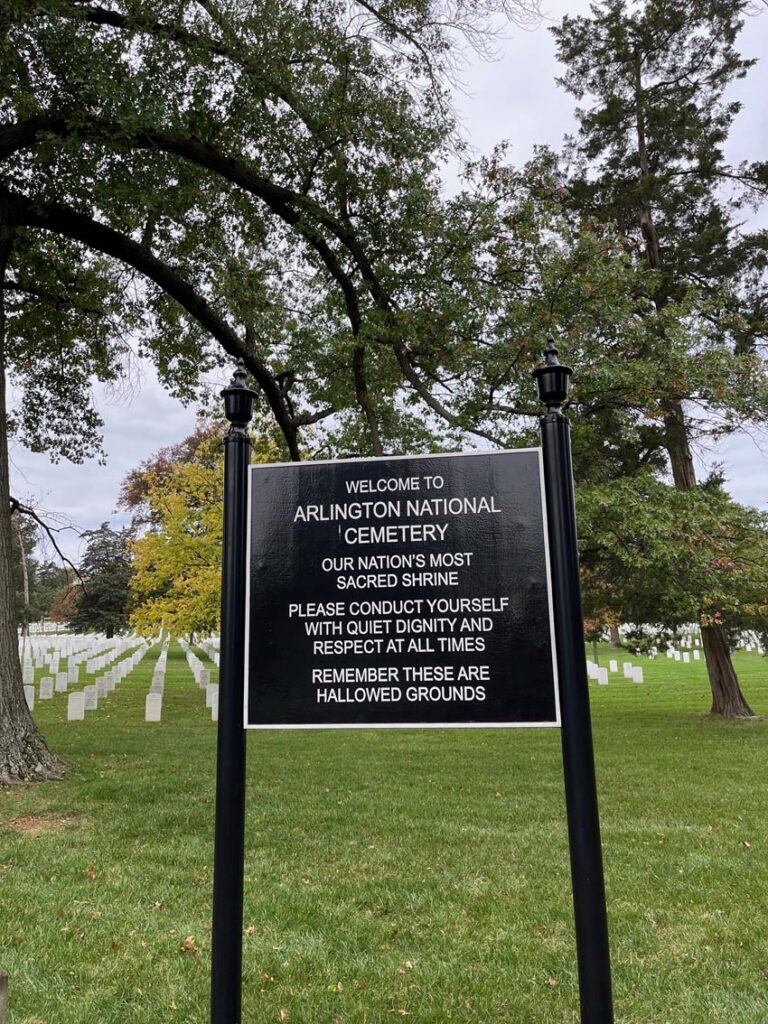 WELCOME TO
ARLINGTON NATIONAL
CEMETERY
OUR NATION'S MOST
SACRED SHRINE
PLEASE CONDUCT YOURSELF
WITH QUIET DIGNITY AND
RESPECT AT ALL TIMES
REMEMBER THESE ARE
HALLOWED GROUNDS